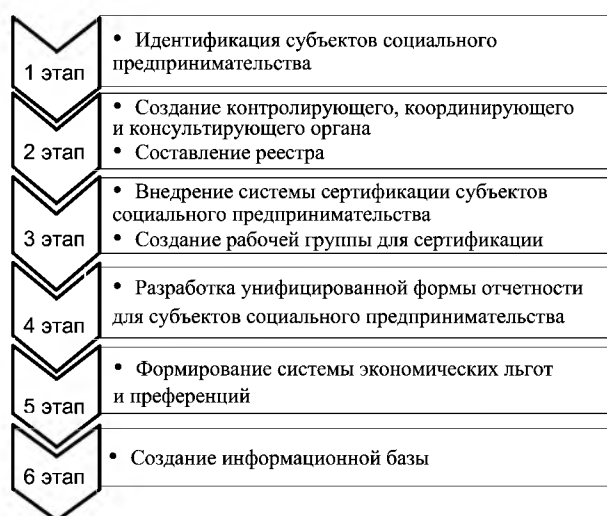 1 этап
• Идентификация субъектов социального
предпринимательства
2 этап
• Создание контролирующего, координирующего
и консультирующего органа
• Составление реестра
3 этап
• Внедрение системы сертификации субъектов
социального предпринимательства
• Создание рабочей группы для сертификации
4 этап
• Разработка унифицированной формы отчетности
для субъектов социального предпринимательства
5 этап
• Формирование системы экономических льгот
и преференций
6 этап
• Создание информационной базы